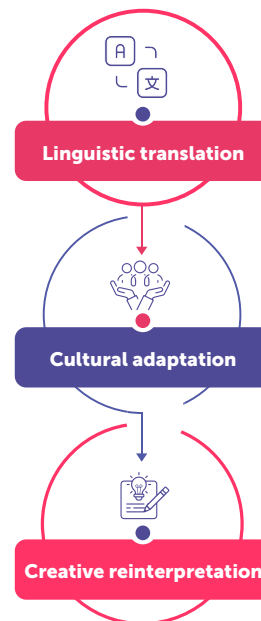 A
文
Linguistic translation
Cultural adaptation
Creative reinterpretation